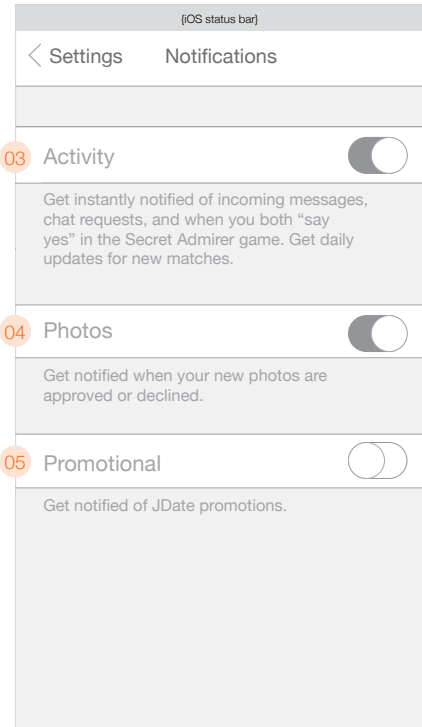 {iOS status bar}
Settings Notifications
03 Activity
Get instantly notified of incoming messages,
chat requests, and when you both “say
yes” in the Secret Admirer game. Get daily
updates for new matches.
04 Photos
Get notified when your new photos are
approved or declined.
05 Promotional
Get notified of JDate promotions.